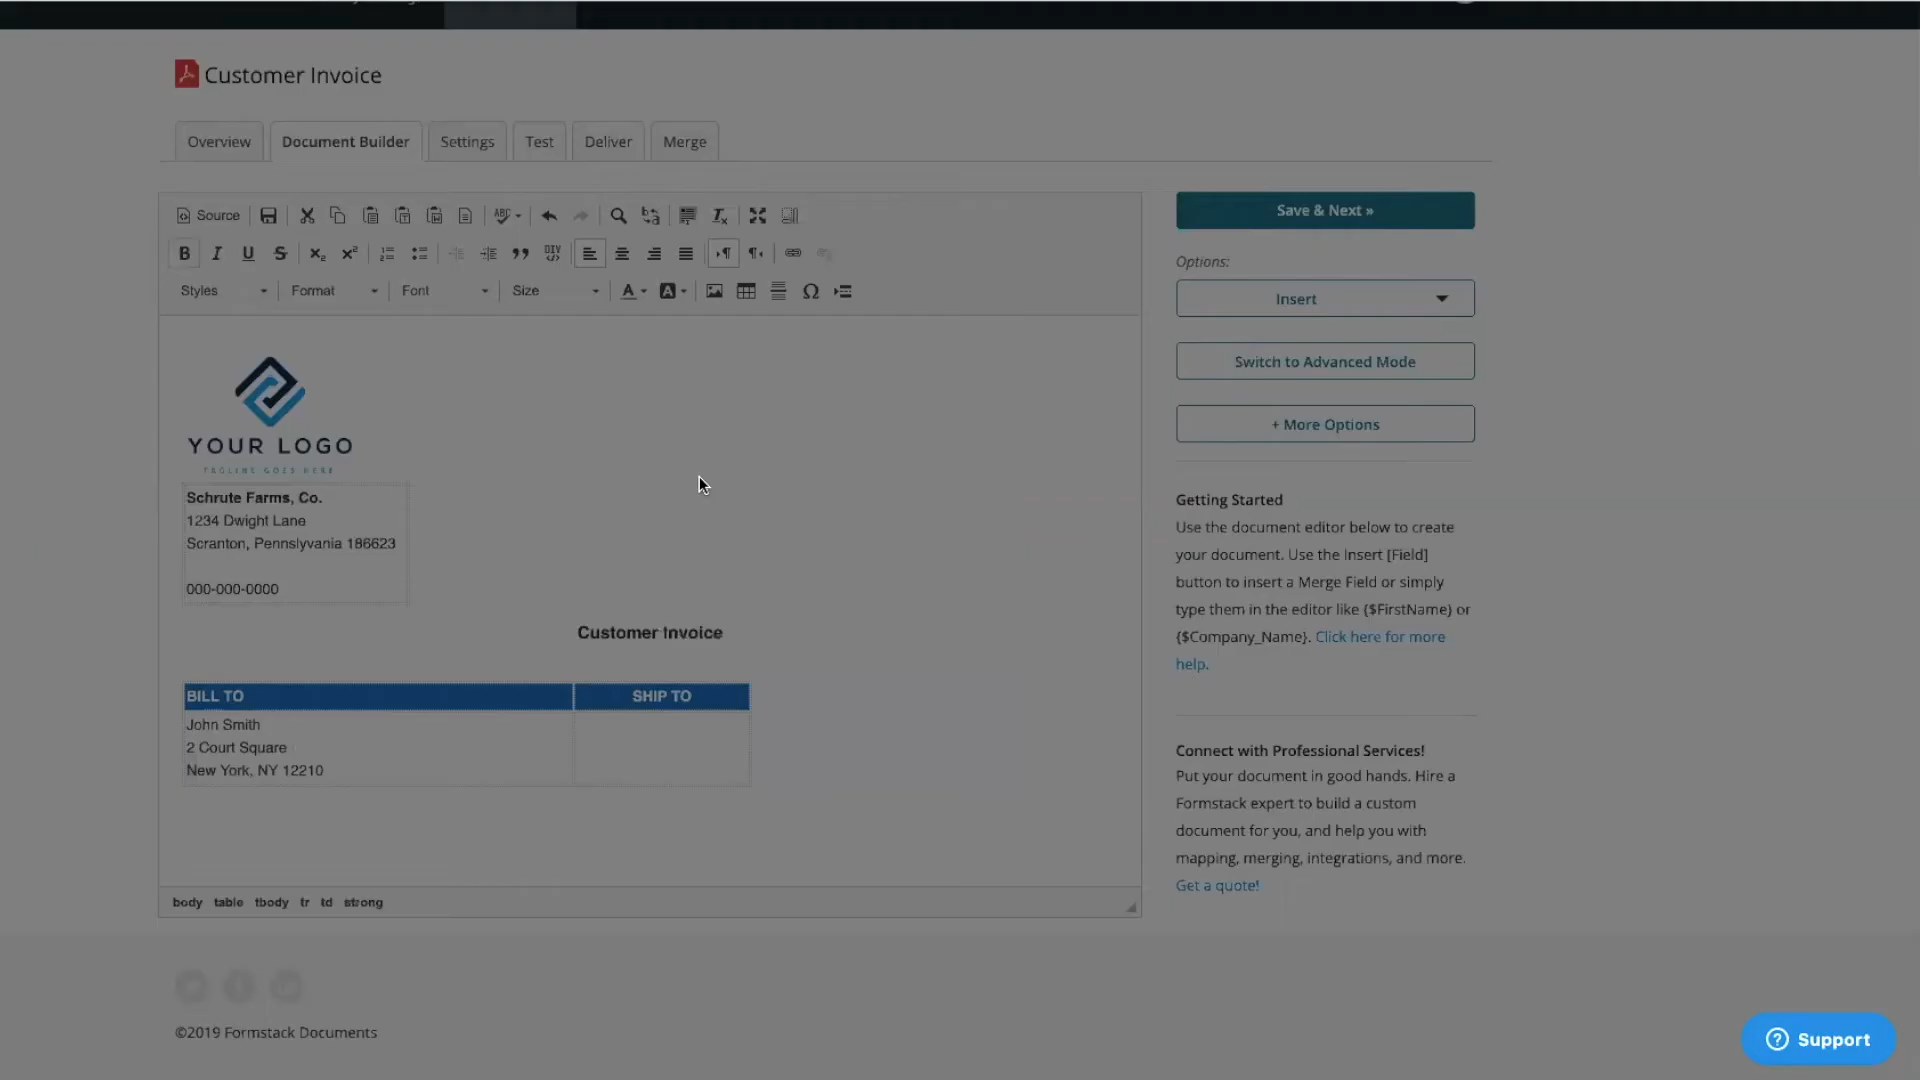 Customer Invoice
Overview
Document Builder
Settings
Test
Deliver
Merge
Source
Styles
Format
Font
Size
YOUR LOGO
TAGLINE GOES HERE
Schrute Farms, Co.
1234 Dwight Lane
Scranton, Pennslyvania 186623
000-000-0000
Customer Invoice
BILL TO
SHIP TO
John Smith
2 Court Square
New York, NY 12210
body table tbody tr td strong
Save & Next »
Options:
Insert
Switch to Advanced Mode
+ More Options
Getting Started
Use the document editor below to create
your document. Use the Insert [Field]
button to insert a Merge Field or simply
type them in the editor like {$FirstName} or
{$Company_Name}. Click here for more
help.
Connect with Professional Services!
Put your document in good hands. Hire a
Formstack expert to build a custom
document for you, and help you with
mapping, merging, integrations, and more.
Get a quote!
©2019 Formstack Documents
Support